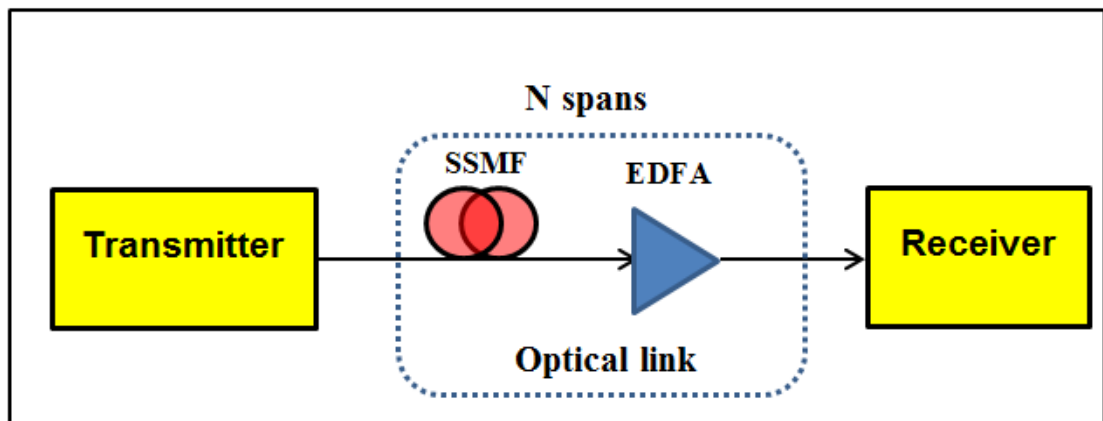 N spans
SSMF
EDFA
Transmitter
Receiver
Optical link